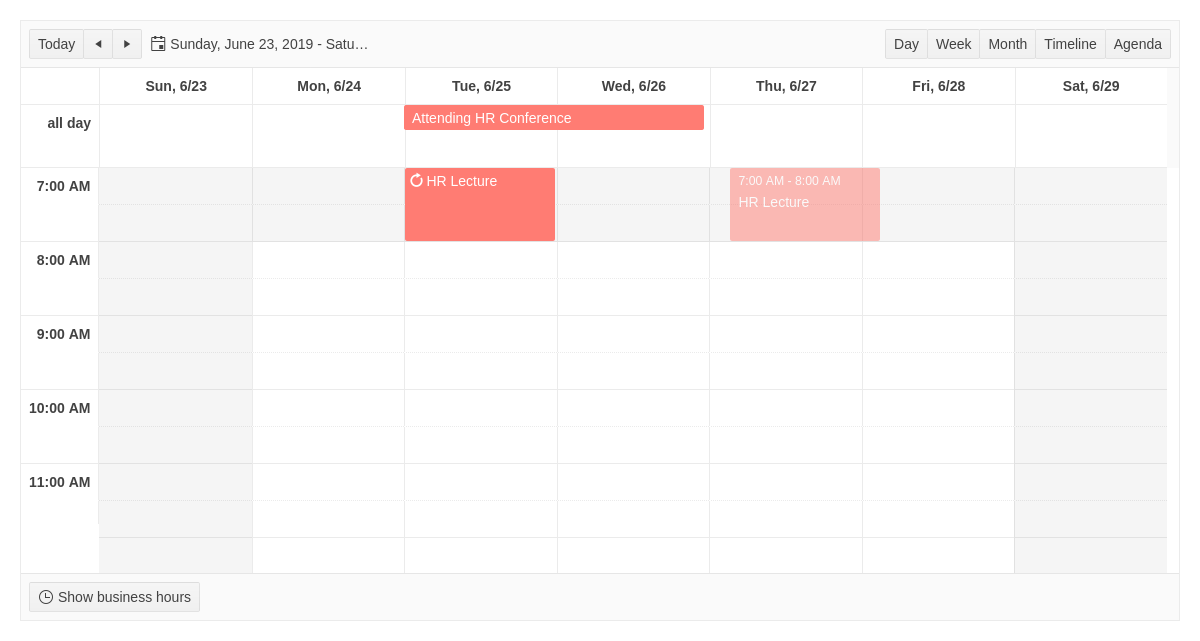 Today
Sunday, June 23, 2019 - Satu…
Day Week Month Timeline Agenda
Sun, 6/23 Mon, 6/24 Tue, 6/25 Wed, 6/26 Thu, 6/27 Fri, 6/28 Sat, 6/29
all day
Attending HR Conference
7:00 AM
HR Lecture
7:00 AM - 8:00 AM
HR Lecture
8:00 AM
9:00 AM
10:00 AM
11:00 AM
Show business hours